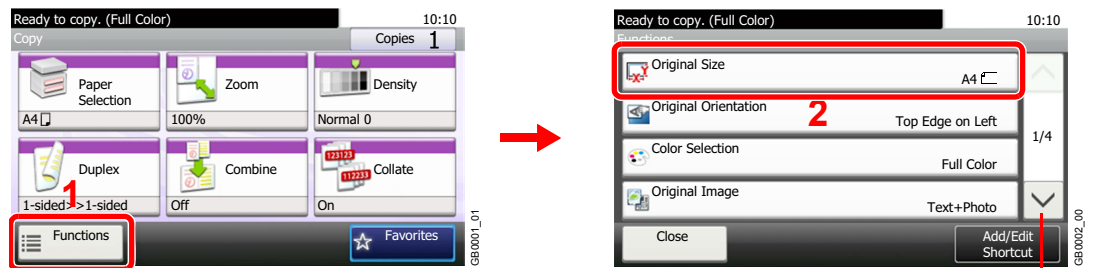 Ready to copy. (Full Color) 10:10
Copy Copies 1
Paper
Selection
A4
Zoom
100%
Density
Normal 0
Duplex
1-sided>>1-sided
Combine
Off
123123
112233
Collate
On
1
Functions
Favorites
GB0001_01
Ready to copy. (Full Color) 10:10
Functions
Original Size
A4
2
Original Orientation
Top Edge on Left
1/4
Color Selection
Full Color
Original Image
Text+Photo
Close
Add/Edit
Shortcut
GB0002_00